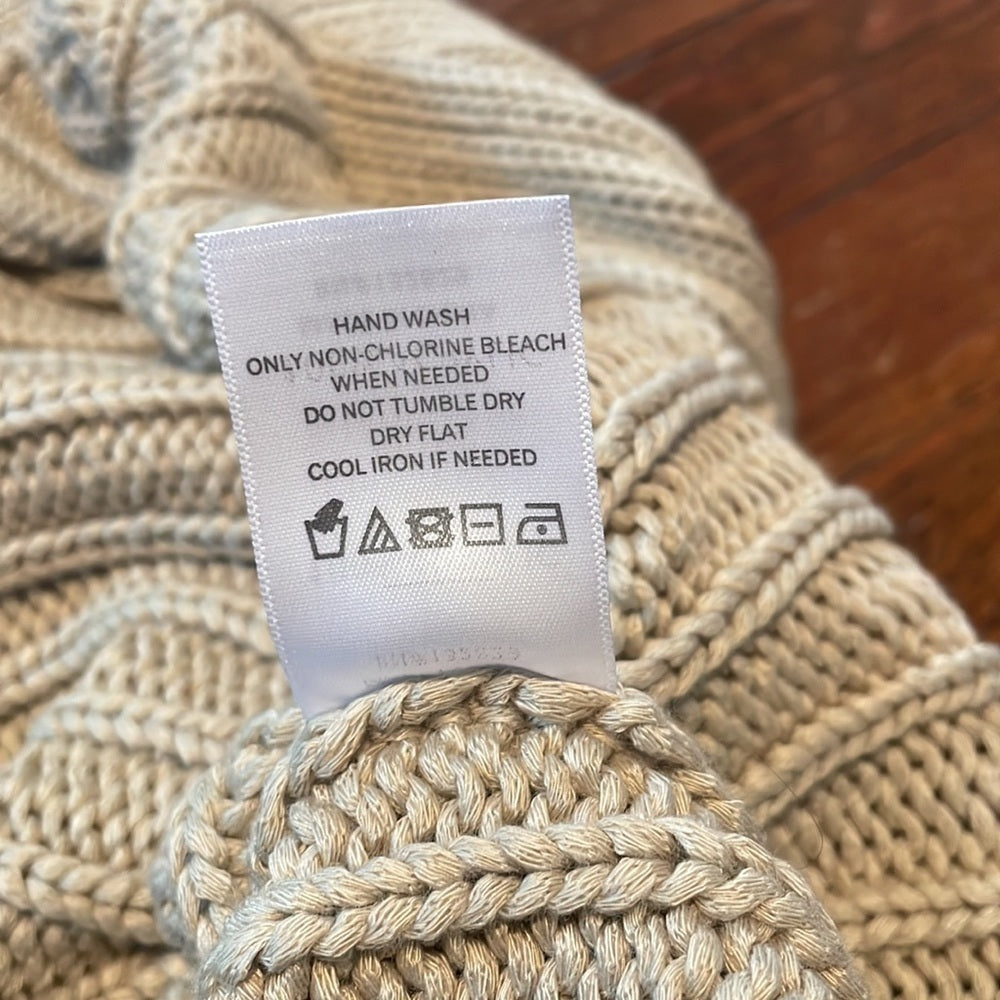 HAND WASH
ONLY NON-CHLORINE BLEACH
WHEN NEEDED
DO NOT TUMBLE DRY
DRY FLAT
COOL IRON IF NEEDED